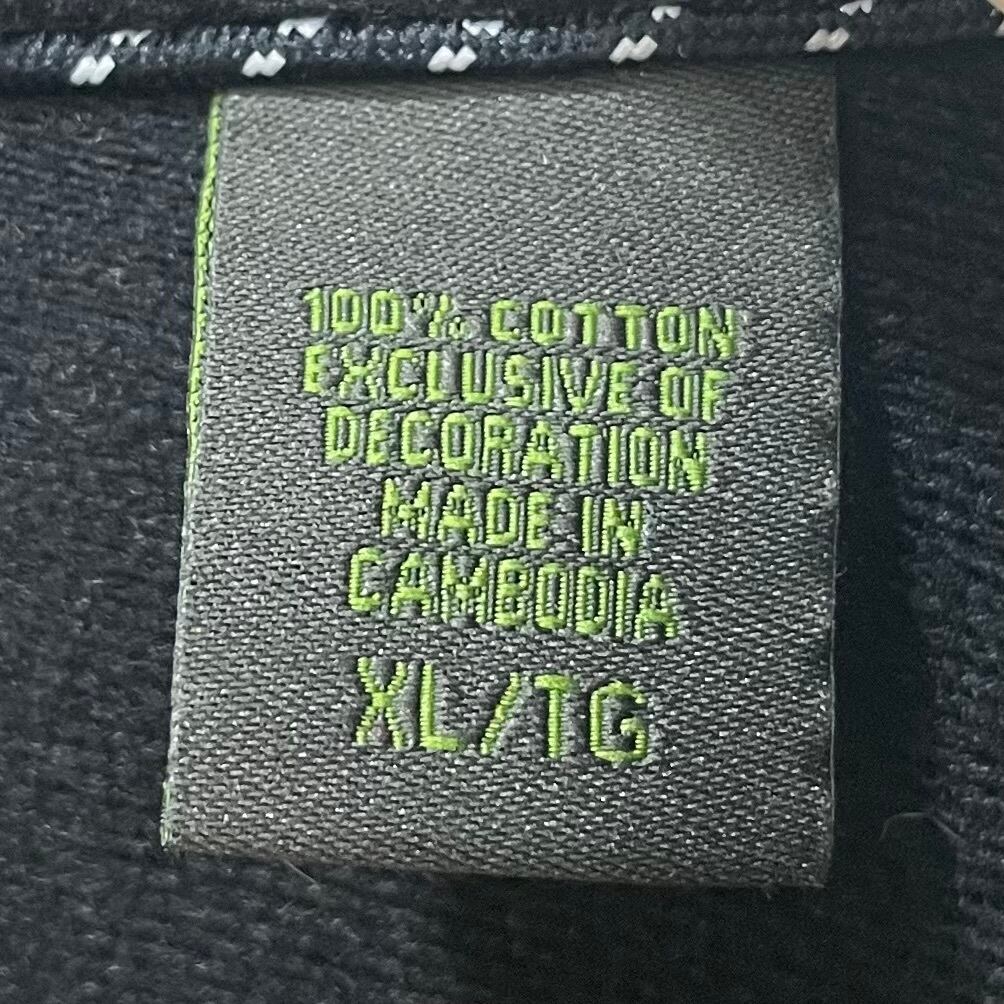 100% COTTON
EXCLUSIVE OF
DECORATION
MADE IN
CAMBODIA
XL/TG